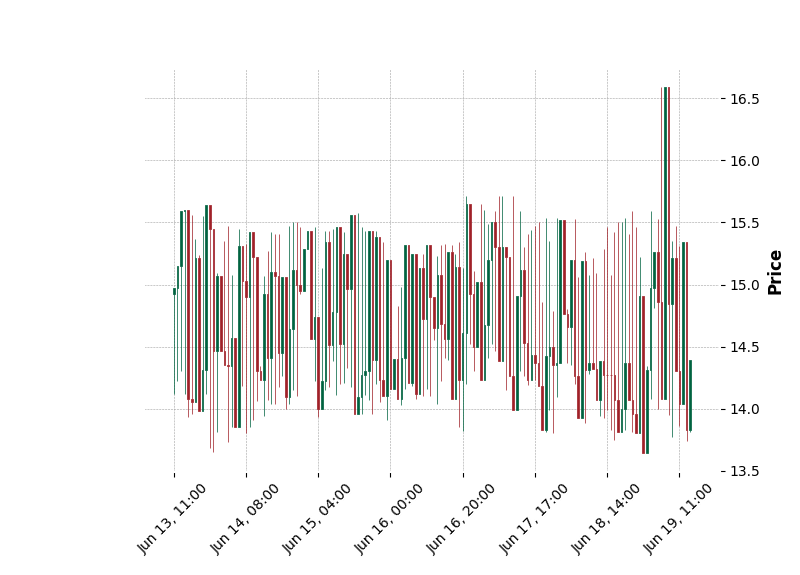 16.5
16.0
15.5
15.0
14.5
14.0
13.5
Price
Jun 13, 11:00
Jun 14, 08:00
Jun 15, 04:00
Jun 16, 00:00
Jun 16, 20:00
Jun 17, 17:00
Jun 18, 14:00
Jun 19, 11:00